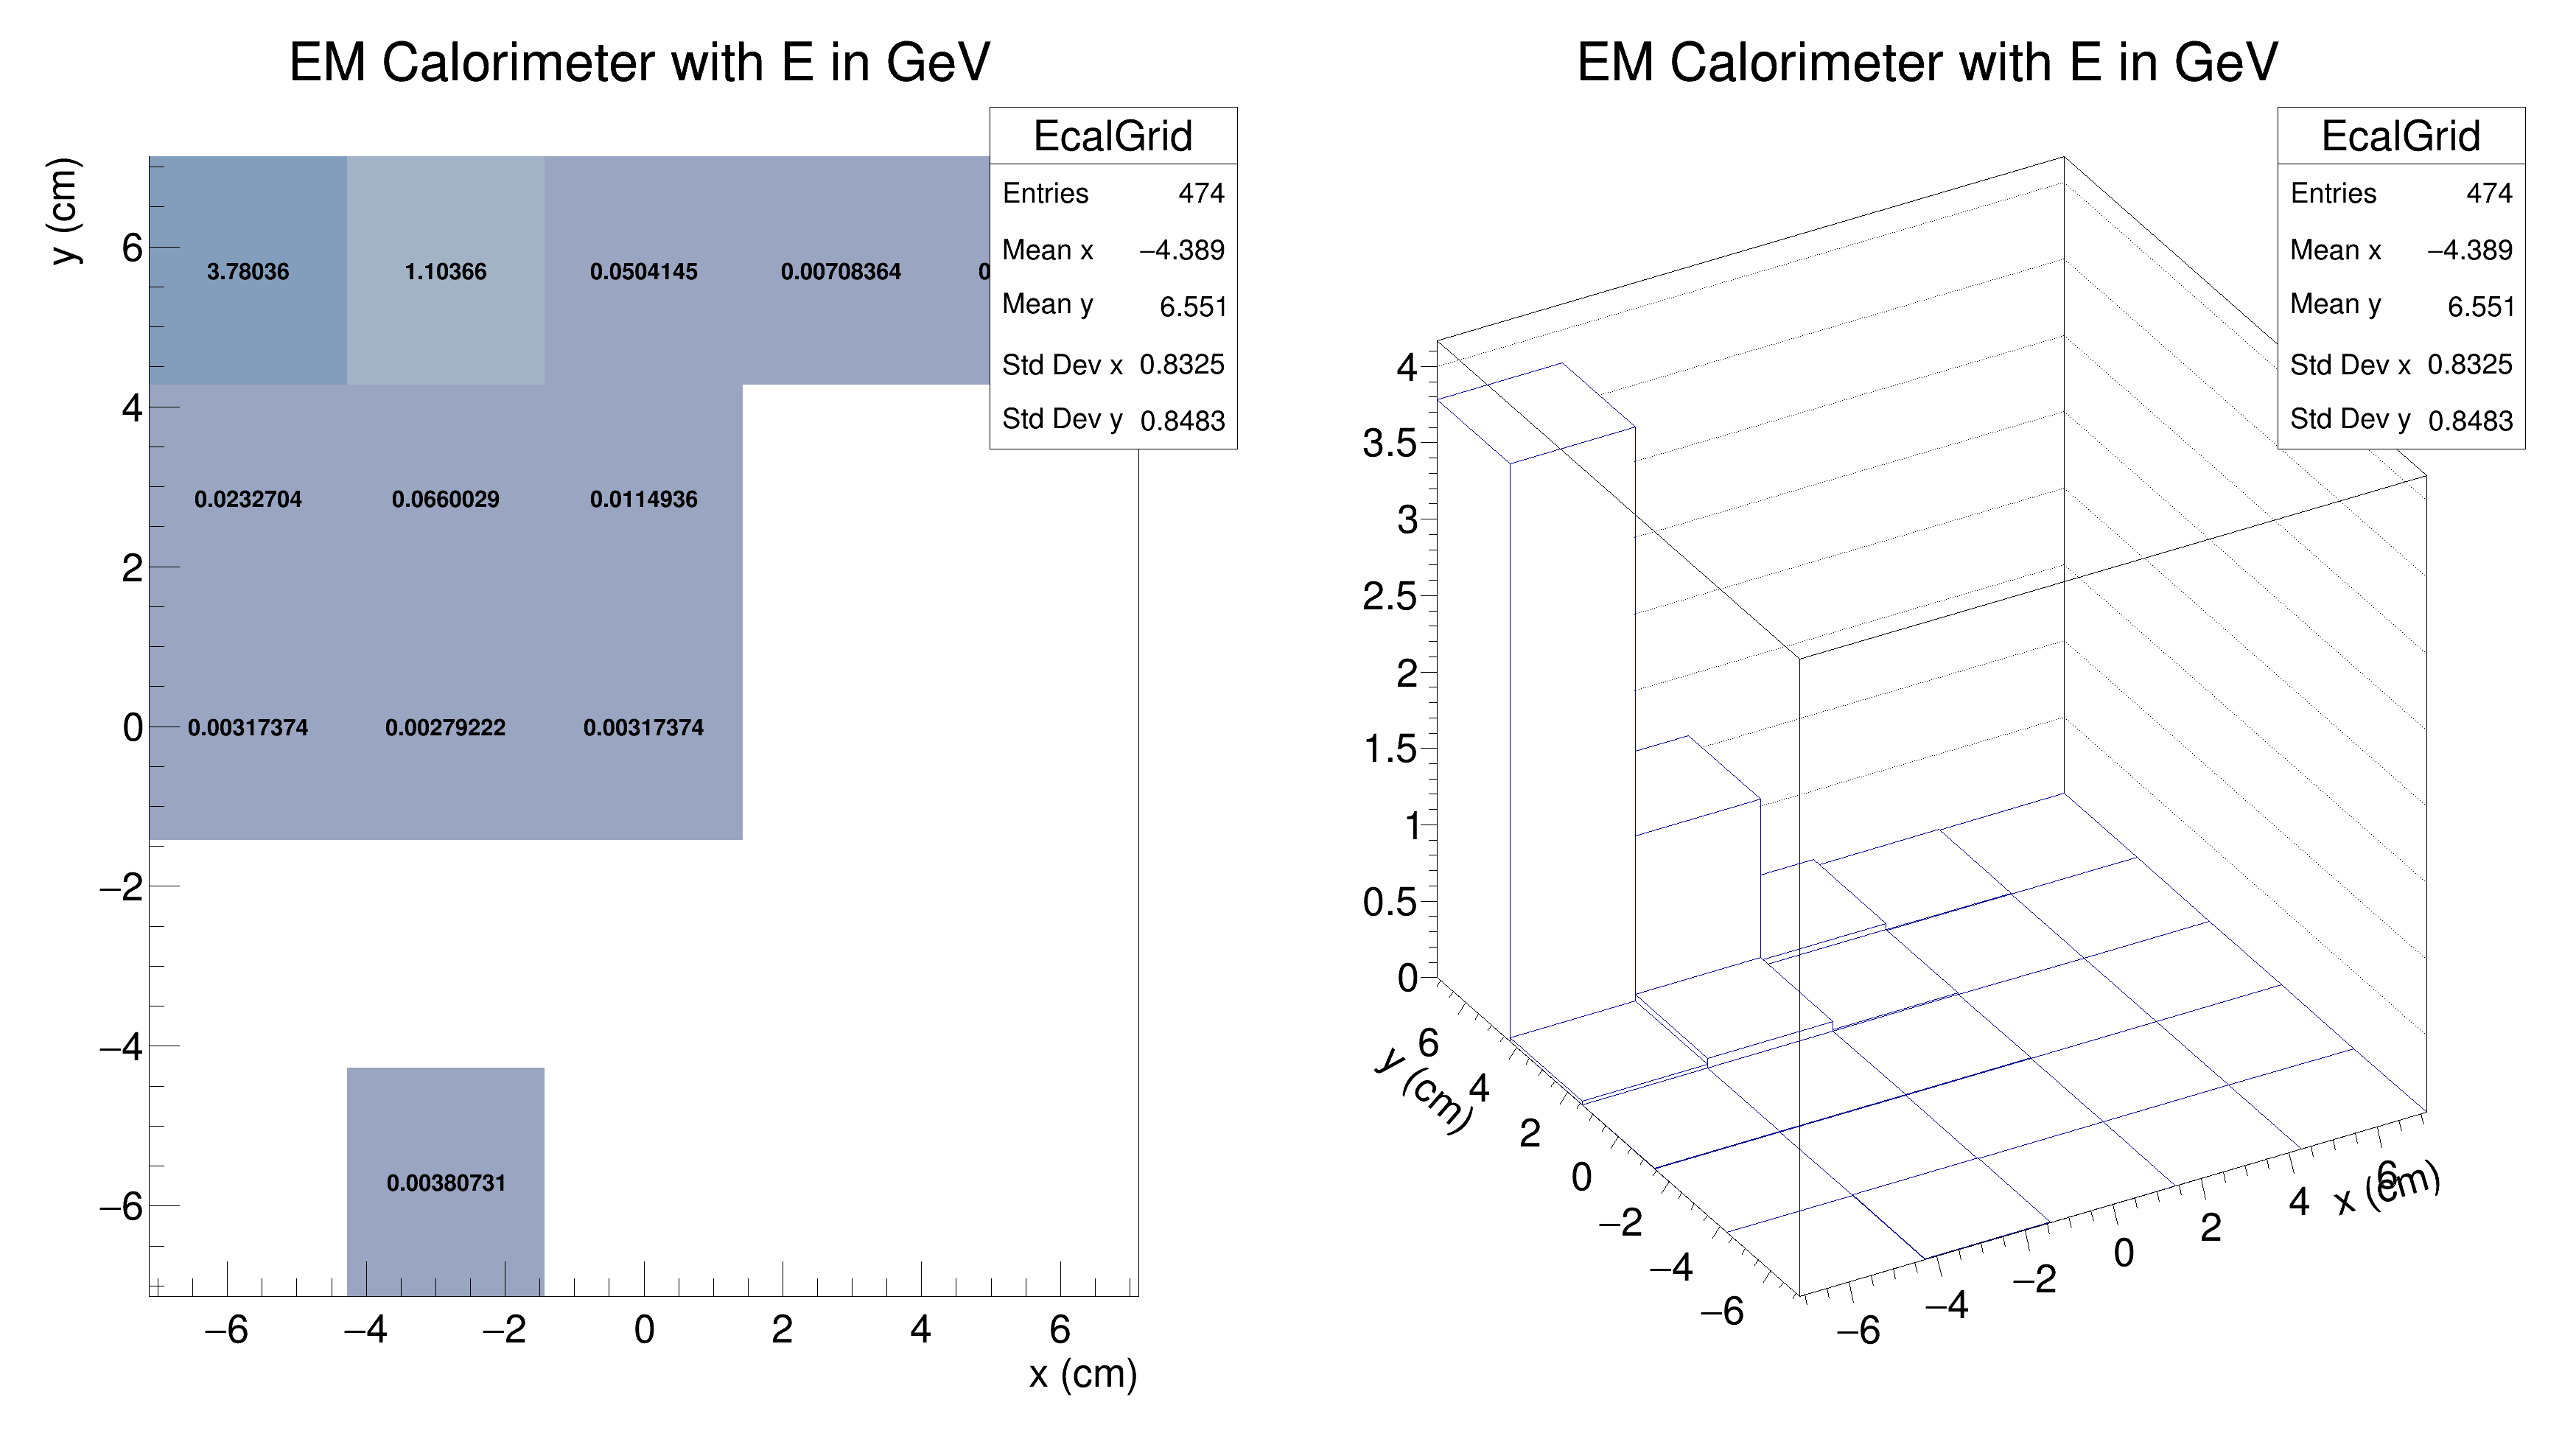 EM Calorimeter with E in GeV
EcalGrid
Entries 474
Mean x −4.389
Mean y 6.551
Std Dev x 0.8325
Std Dev y 0.8483
y (cm)
6
4
2
0
−2
−4
−6
3.78036 1.10366 0.0504145 0.00708364
0.0232704 0.0660029 0.0114936
0.00317374 0.00279222 0.00317374
0.00380731
−6 −4 −2 0 2 4 6
x (cm)
EM Calorimeter with E in GeV
EcalGrid
Entries 474
Mean x −4.389
Mean y 6.551
Std Dev x 0.8325
Std Dev y 0.8483
4
3.5
3
2.5
2
1.5
1
0.5
0
y (cm)
6
4
2
0
−2
−4
−6
−6 −4 −2 0 2 4 6
x (cm)